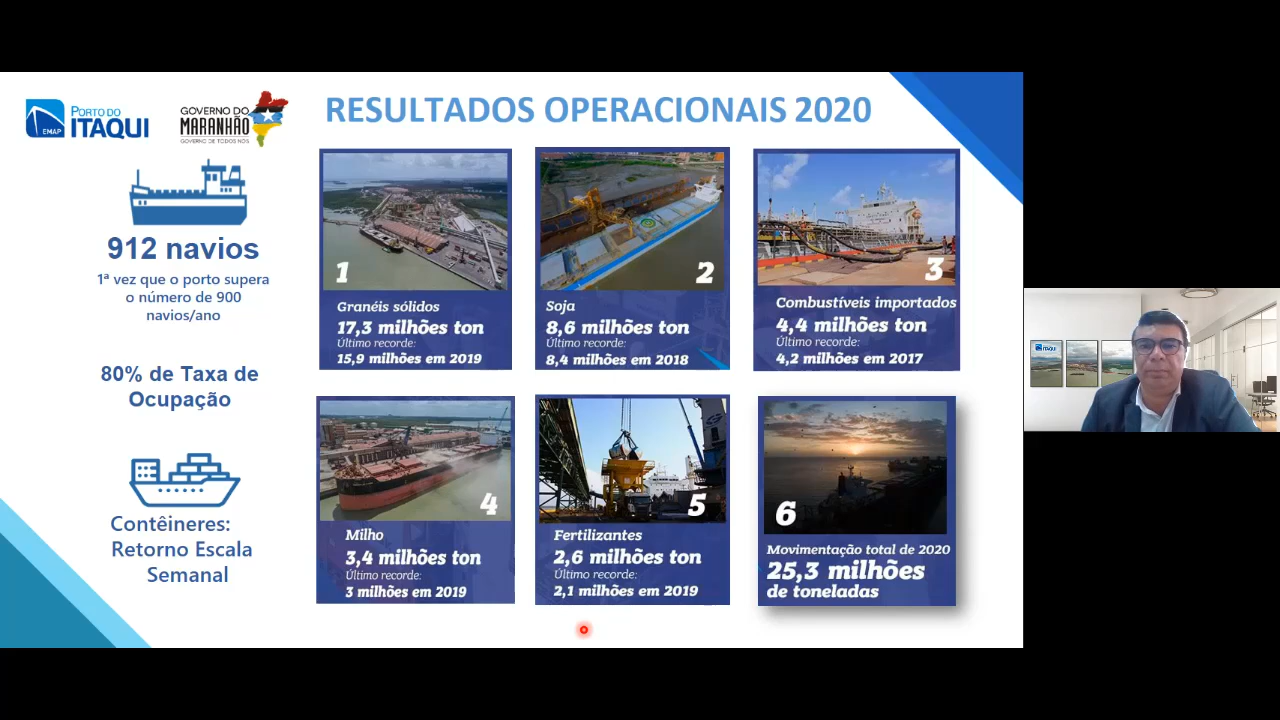 PORTO DO
ITAQUI
EMAP
GOVERNO DO
MARANHÃO
GOVERNO DE TODOS NÓS
RESULTADOS OPERACIONAIS 2020
912 navios
1ª vez que o porto supera
o número de 900
navios/ano
80% de Taxa de
Ocupação
Contêineres:
Retorno Escala
Semanal
1
Granéis sólidos
17,3 milhões ton
Último recorde:
15,9 milhões em 2019
2
Soja
8,6 milhões ton
Último recorde:
8,4 milhões em 2018
3
Combustíveis importados
4,4 milhões ton
Último recorde:
4,2 milhões em 2017
4
Milho
3,4 milhões ton
Último recorde:
3 milhões em 2019
5
Fertilizantes
2,6 milhões ton
Último recorde:
2,1 milhões em 2019
6
Movimentação total de 2020
25,3 milhões
de toneladas
ITAQUI